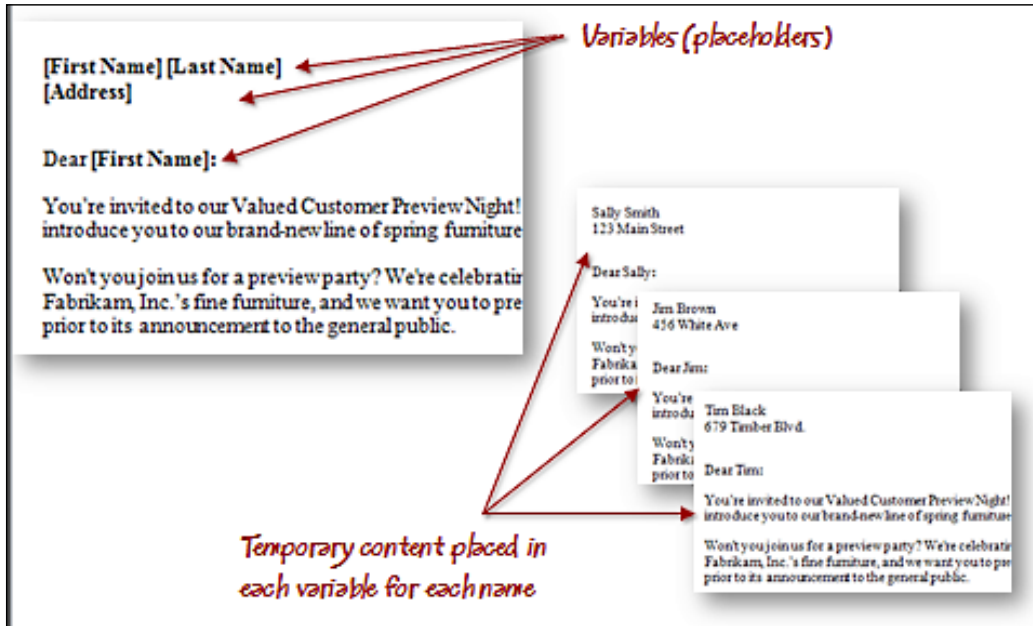 Variables (placeholders)
[First Name] [Last Name]
[Address]
Dear [First Name]:
You're invited to our Valued Customer Preview Night!
introduce you to our brand-new line of spring furniture
Won't you join us for a preview party? We're celebratin
Fabrikam, Inc.'s fine furniture, and we want you to pre
prior to its announcement to the general public.
Sally Smith
123 Main Street
Dear Sally:
You're i
introdu
Won't y
Fabrika
prior to i
Jim Brown
456 White Ave
Dear Jim:
You're
introdu
Won't y
Fabrika
prior to
Tim Black
679 Timber Blvd.
Dear Tim:
You're invited to our Valued Customer Preview Night!
introduce you to our brand-new line of spring furniture
Won't you join us for a preview party? We're celebratin
Fabrikam, Inc.'s fine furniture, and we want you to pre
prior to its announcement to the general public.
Temporary content placed in
each variable for each name